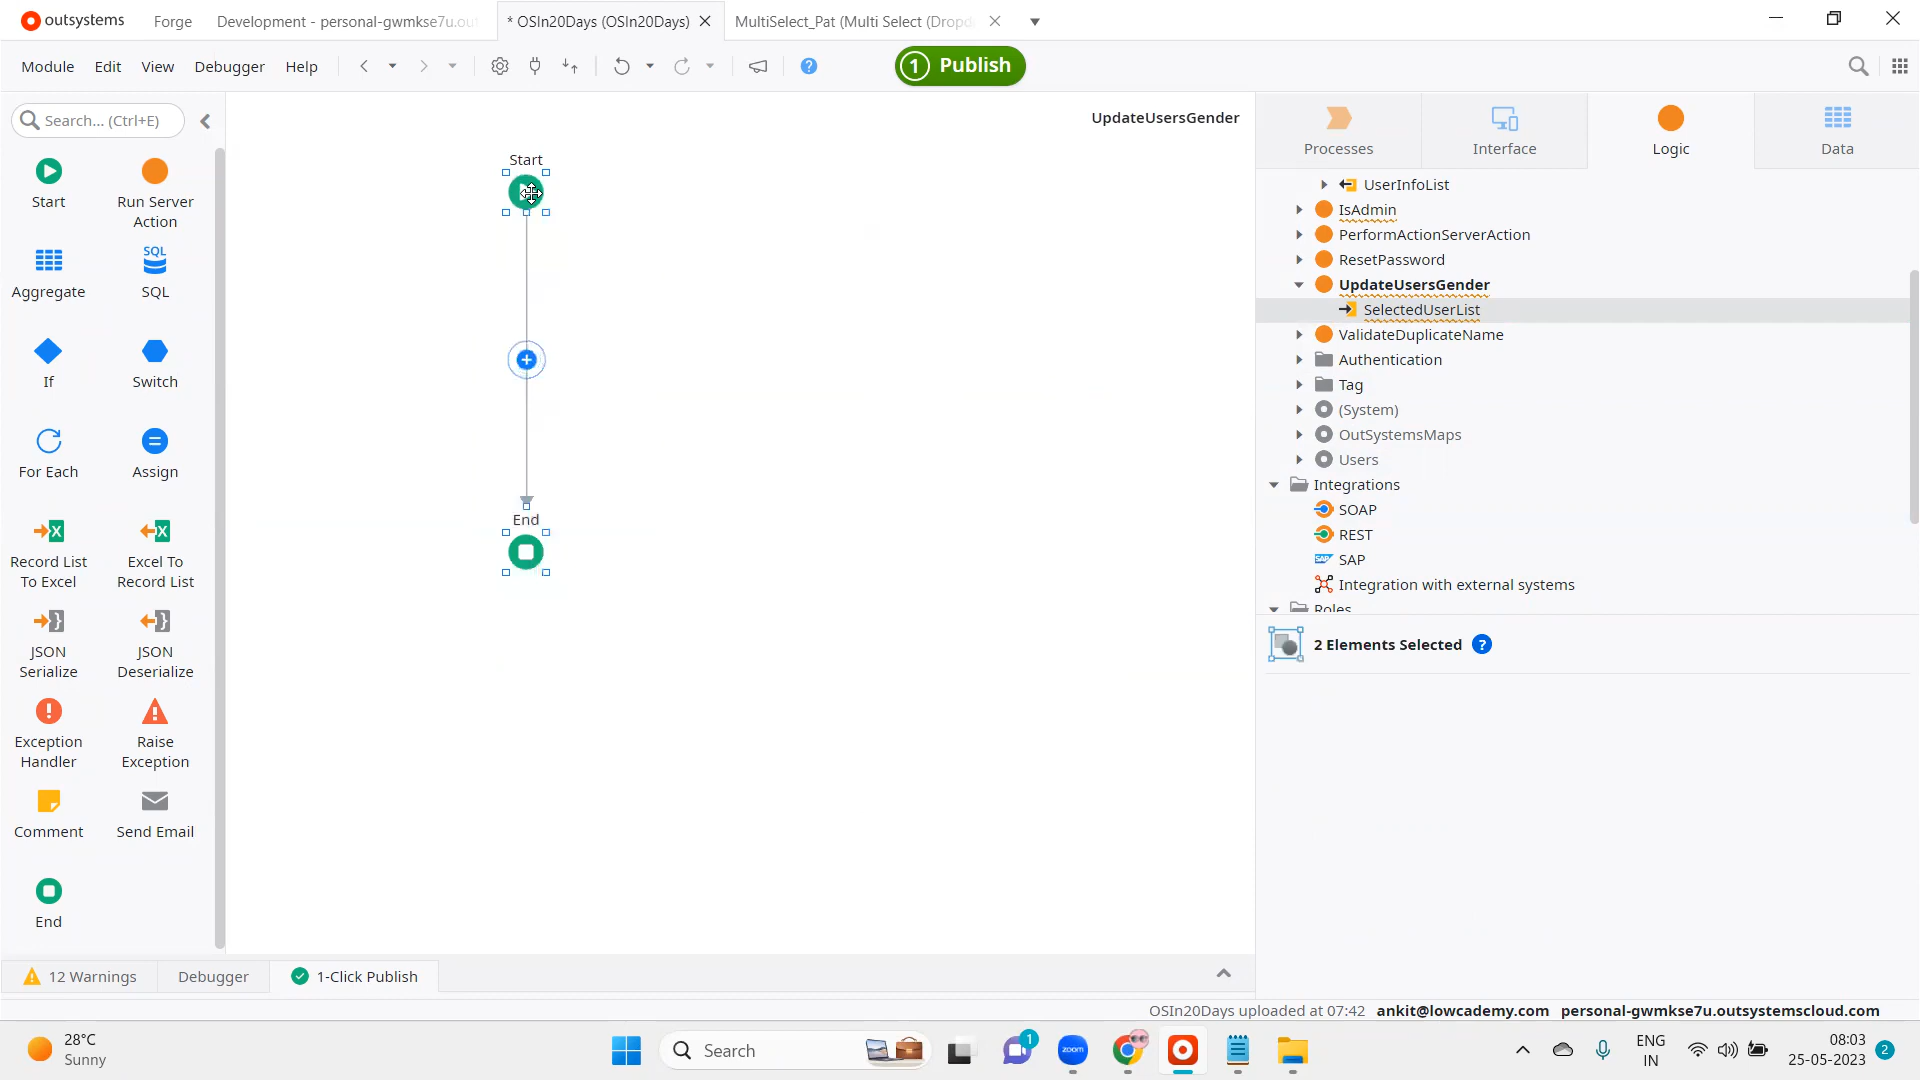 outsystems
Forge
Development - personal-gwmkse7u.ou
* OSIn20Days (OSIn20Days)
MultiSelect_Pat (Multi Select (Dropd
Module
Edit
View
Debugger
Help
?
1 Publish
Search... (Ctrl+E)
Start
Run Server
Action
SQL
Aggregate
SQL
If
Switch
For Each
Assign
Record List
To Excel
Excel To
Record List
JSON
Serialize
JSON
Deserialize
Exception
Handler
Raise
Exception
Comment
Send Email
End
UpdateUsersGender
Start
End
Processes
Interface
Logic
Data
UserInfoList
IsAdmin
PerformActionServerAction
ResetPassword
UpdateUsersGender
SelectedUserList
ValidateDuplicateName
Authentication
Tag
(System)
OutSystemsMaps
Users
Integrations
SOAP
REST
SAP
SAP
Integration with external systems
Roles
2 Elements Selected ?
12 Warnings
Debugger
1-Click Publish
OSIn20Days uploaded at 07:42 ankit@lowcademy.com personal-gwmkse7u.outsystemscloud.com
28°C
Sunny
Search
1
zoom
ENG
IN
08:03
25-05-2023
2